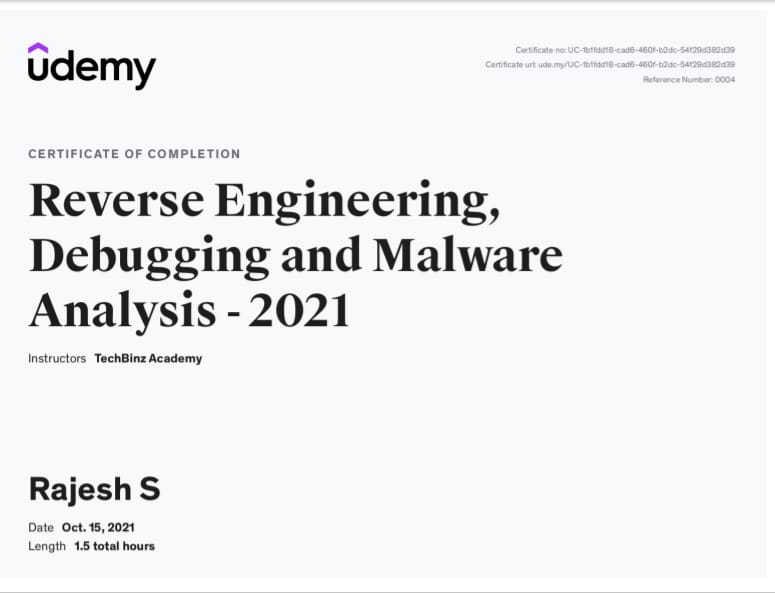 udemy
Certificate no: UC-1b1fdd18-cad6-460f-b2dc-54f29d382d39
Certificate url: ude.my/UC-1b1fdd18-cad6-460f-b2dc-54f29d382d39
Reference Number: 0004
CERTIFICATE OF COMPLETION
Reverse Engineering,
Debugging and Malware
Analysis - 2021
Instructors TechBinz Academy
Rajesh S
Date Oct. 15, 2021
Length 1.5 total hours